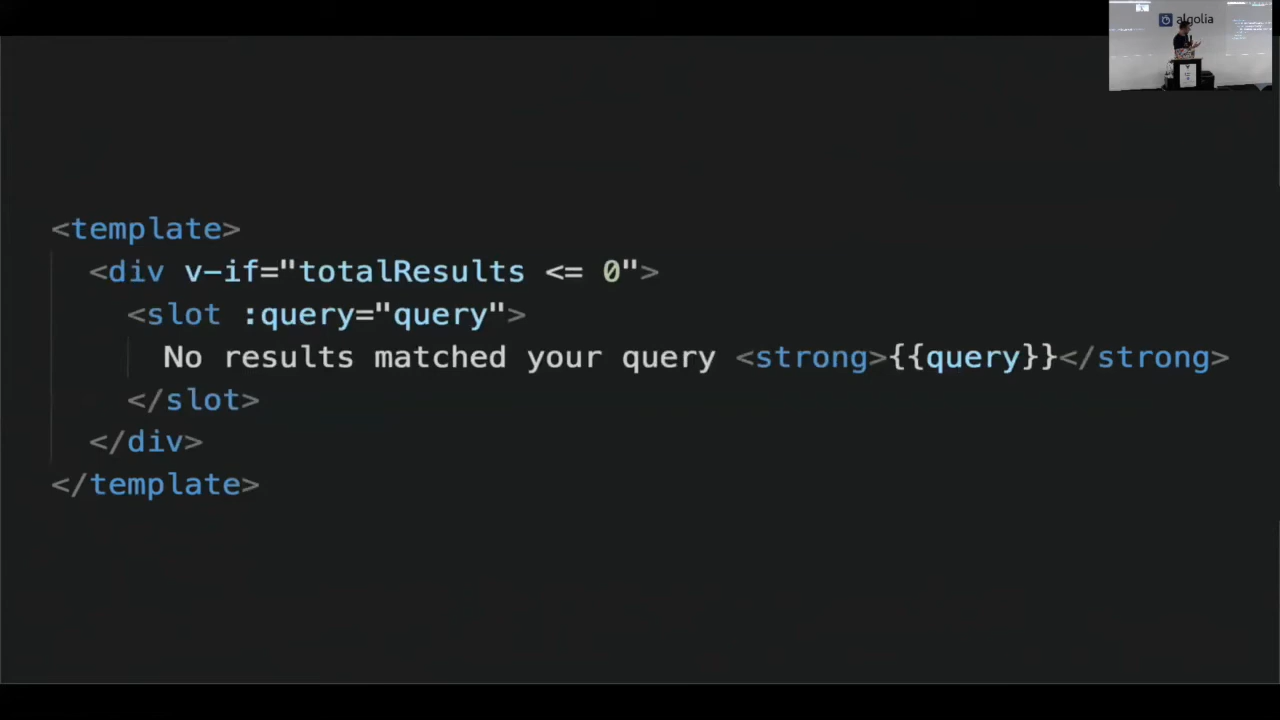 algolia
<template>
<div v-if="totalResults <= 0">
<slot :query="query">
No results matched your query <strong>{{query}}</strong>
</slot>
</div>
</template>